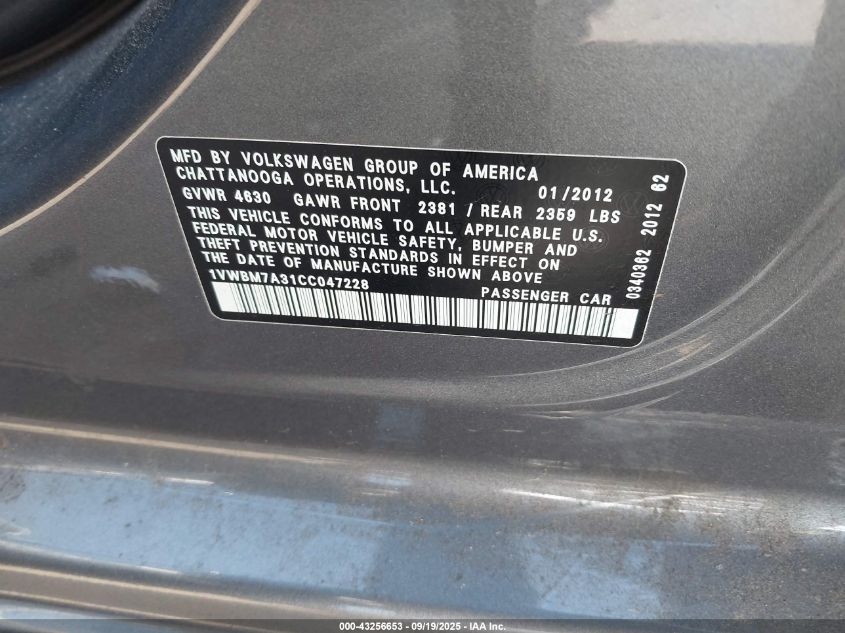 MFD BY VOLKSWAGEN GROUP OF AMERICA
CHATTANOOGA OPERATIONS, LLC. 01/2012
GVWR 4630 GAWR FRONT 2381 / REAR 2359 LBS
THIS VEHICLE CONFORMS TO ALL APPLICABLE U.S.
FEDERAL MOTOR VEHICLE SAFETY, BUMPER AND
THEFT PREVENTION STANDARDS IN EFFECT ON
THE DATE OF MANUFACTURE SHOWN ABOVE
1VWBM7A31CC047228 PASSENGER CAR
0340362 2012 62
000-43256653 - 09/19/2025 - IAA Inc.